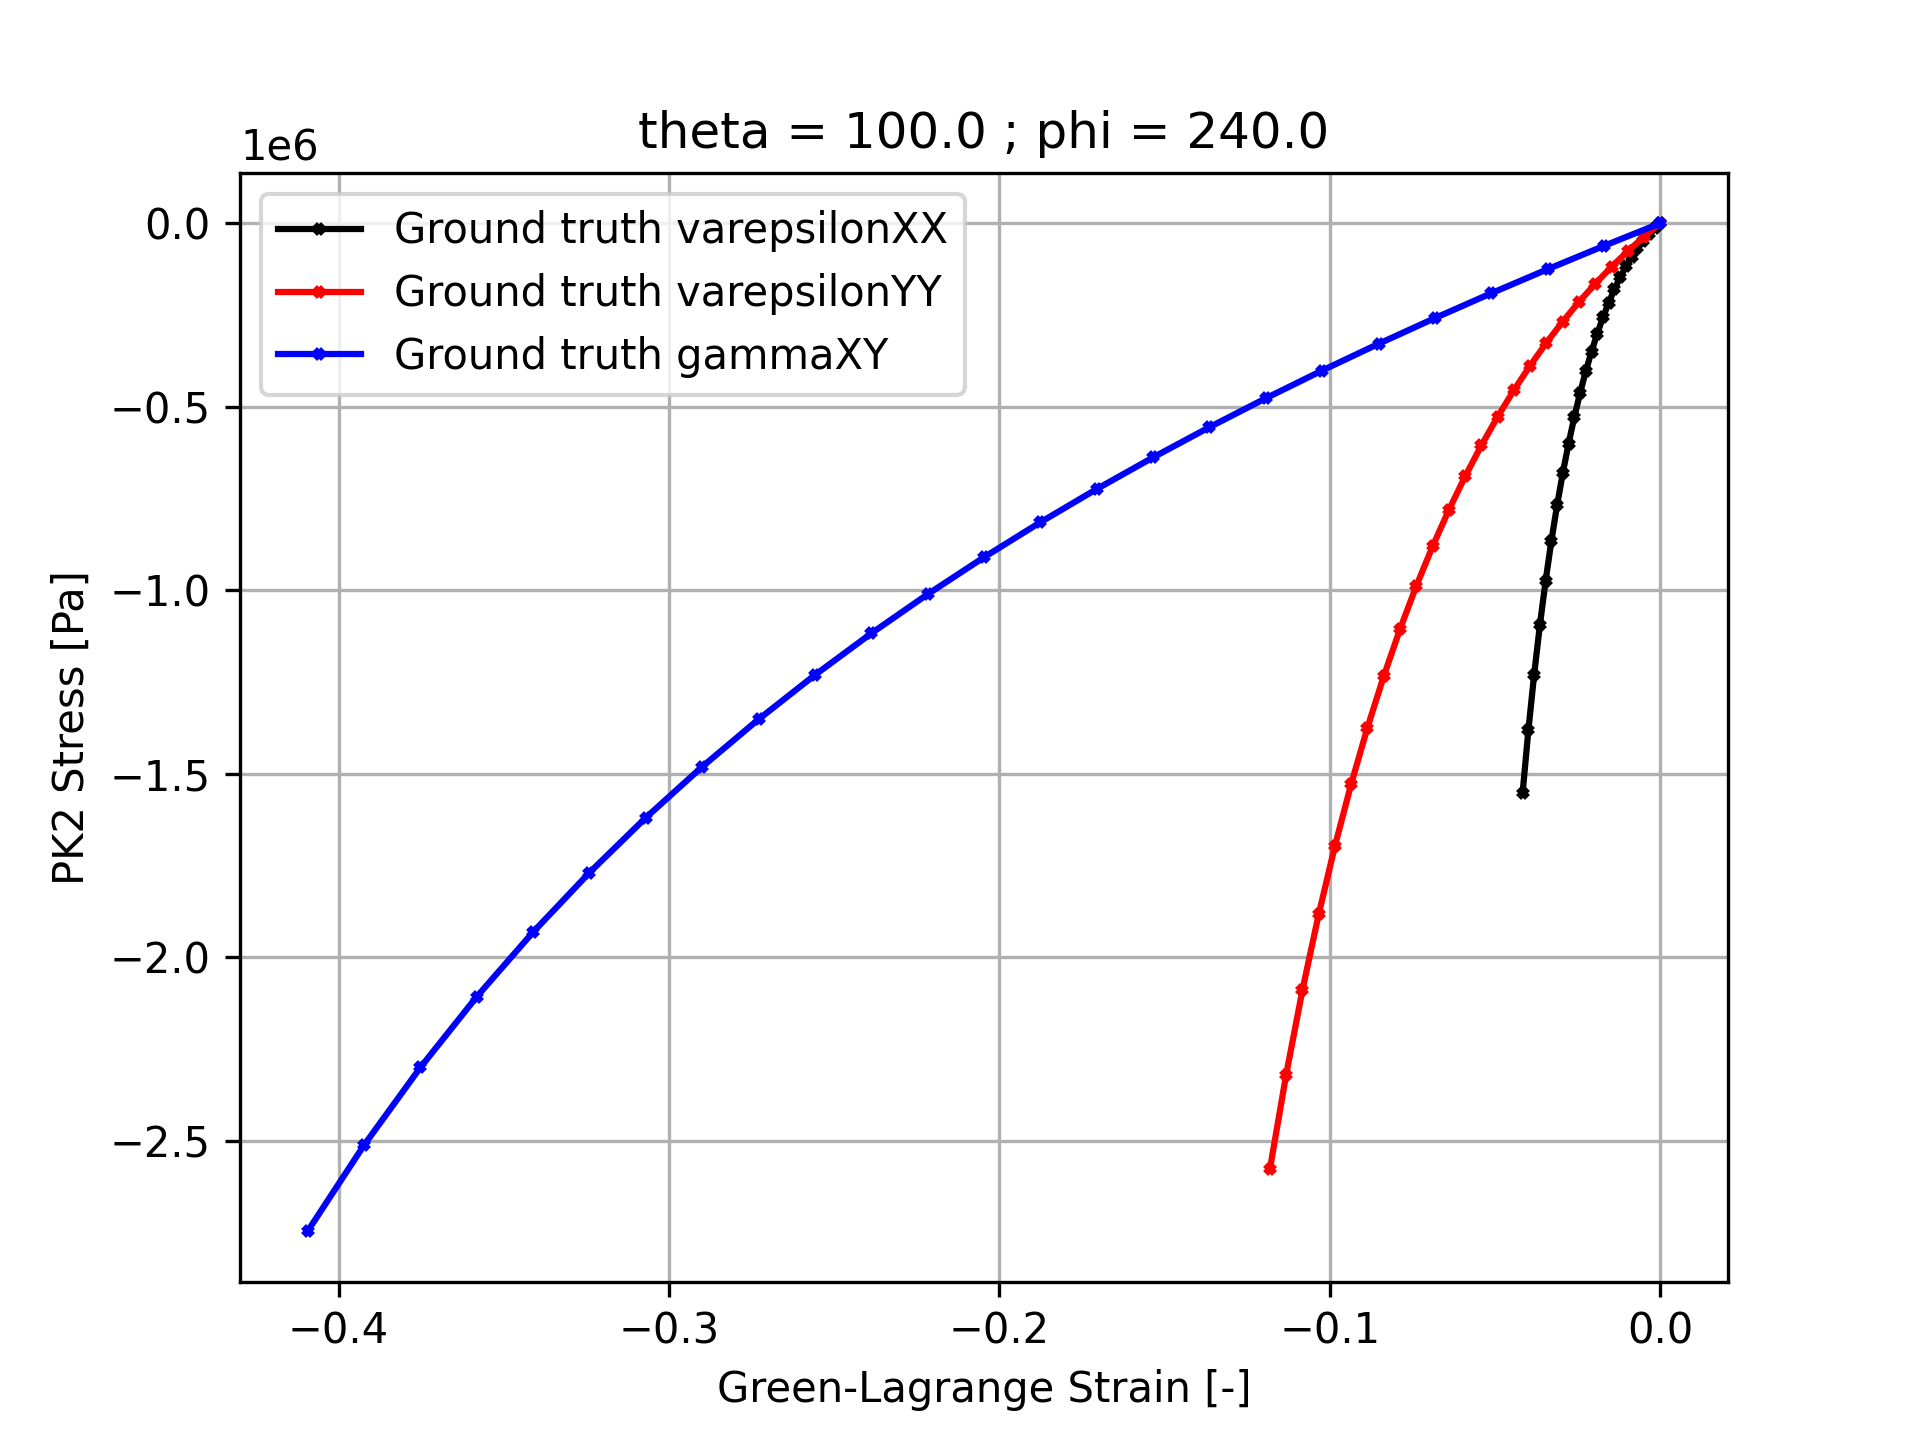 theta = 100.0 ; phi = 240.0
1e6
Ground truth varepsilonXX
Ground truth varepsilonYY
Ground truth gammaXY
0.0
−0.5
−1.0
−1.5
−2.0
−2.5
PK2 Stress [Pa]
−0.4 −0.3 −0.2 −0.1 0.0
Green-Lagrange Strain [-]